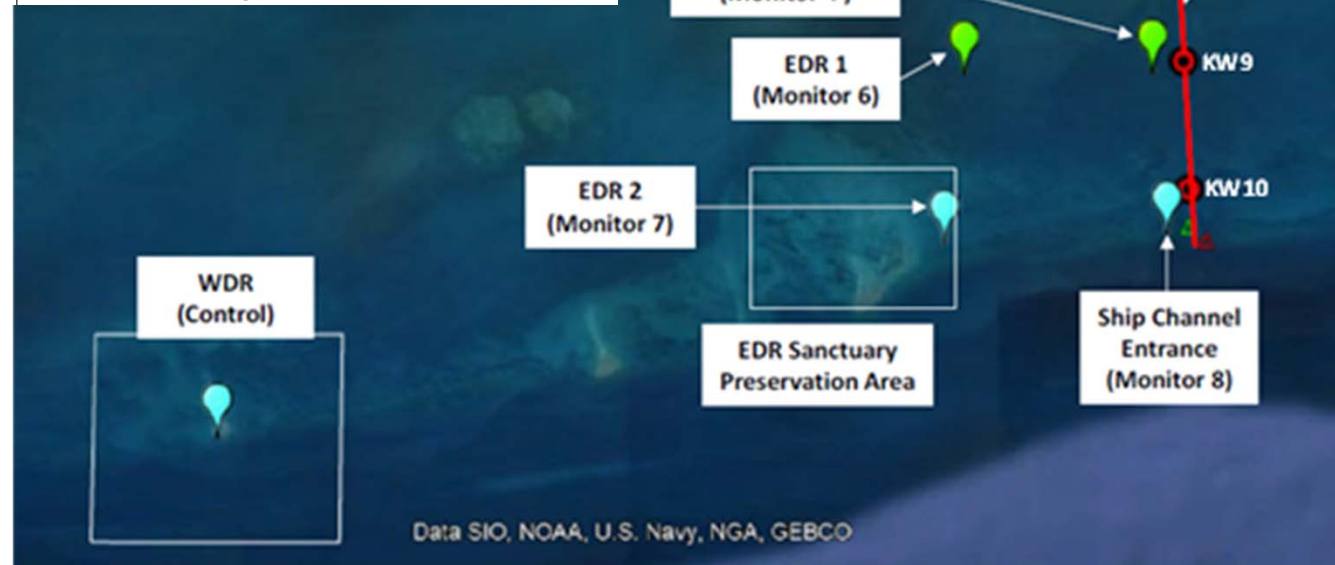 EDR 1
(Monitor 6)
KW9
EDR 2
(Monitor 7)
KW10
WDR
(Control)
EDR Sanctuary
Preservation Area
Ship Channel
Entrance
(Monitor 8)
Data SIO, NOAA, U.S. Navy, NGA, GEBCO